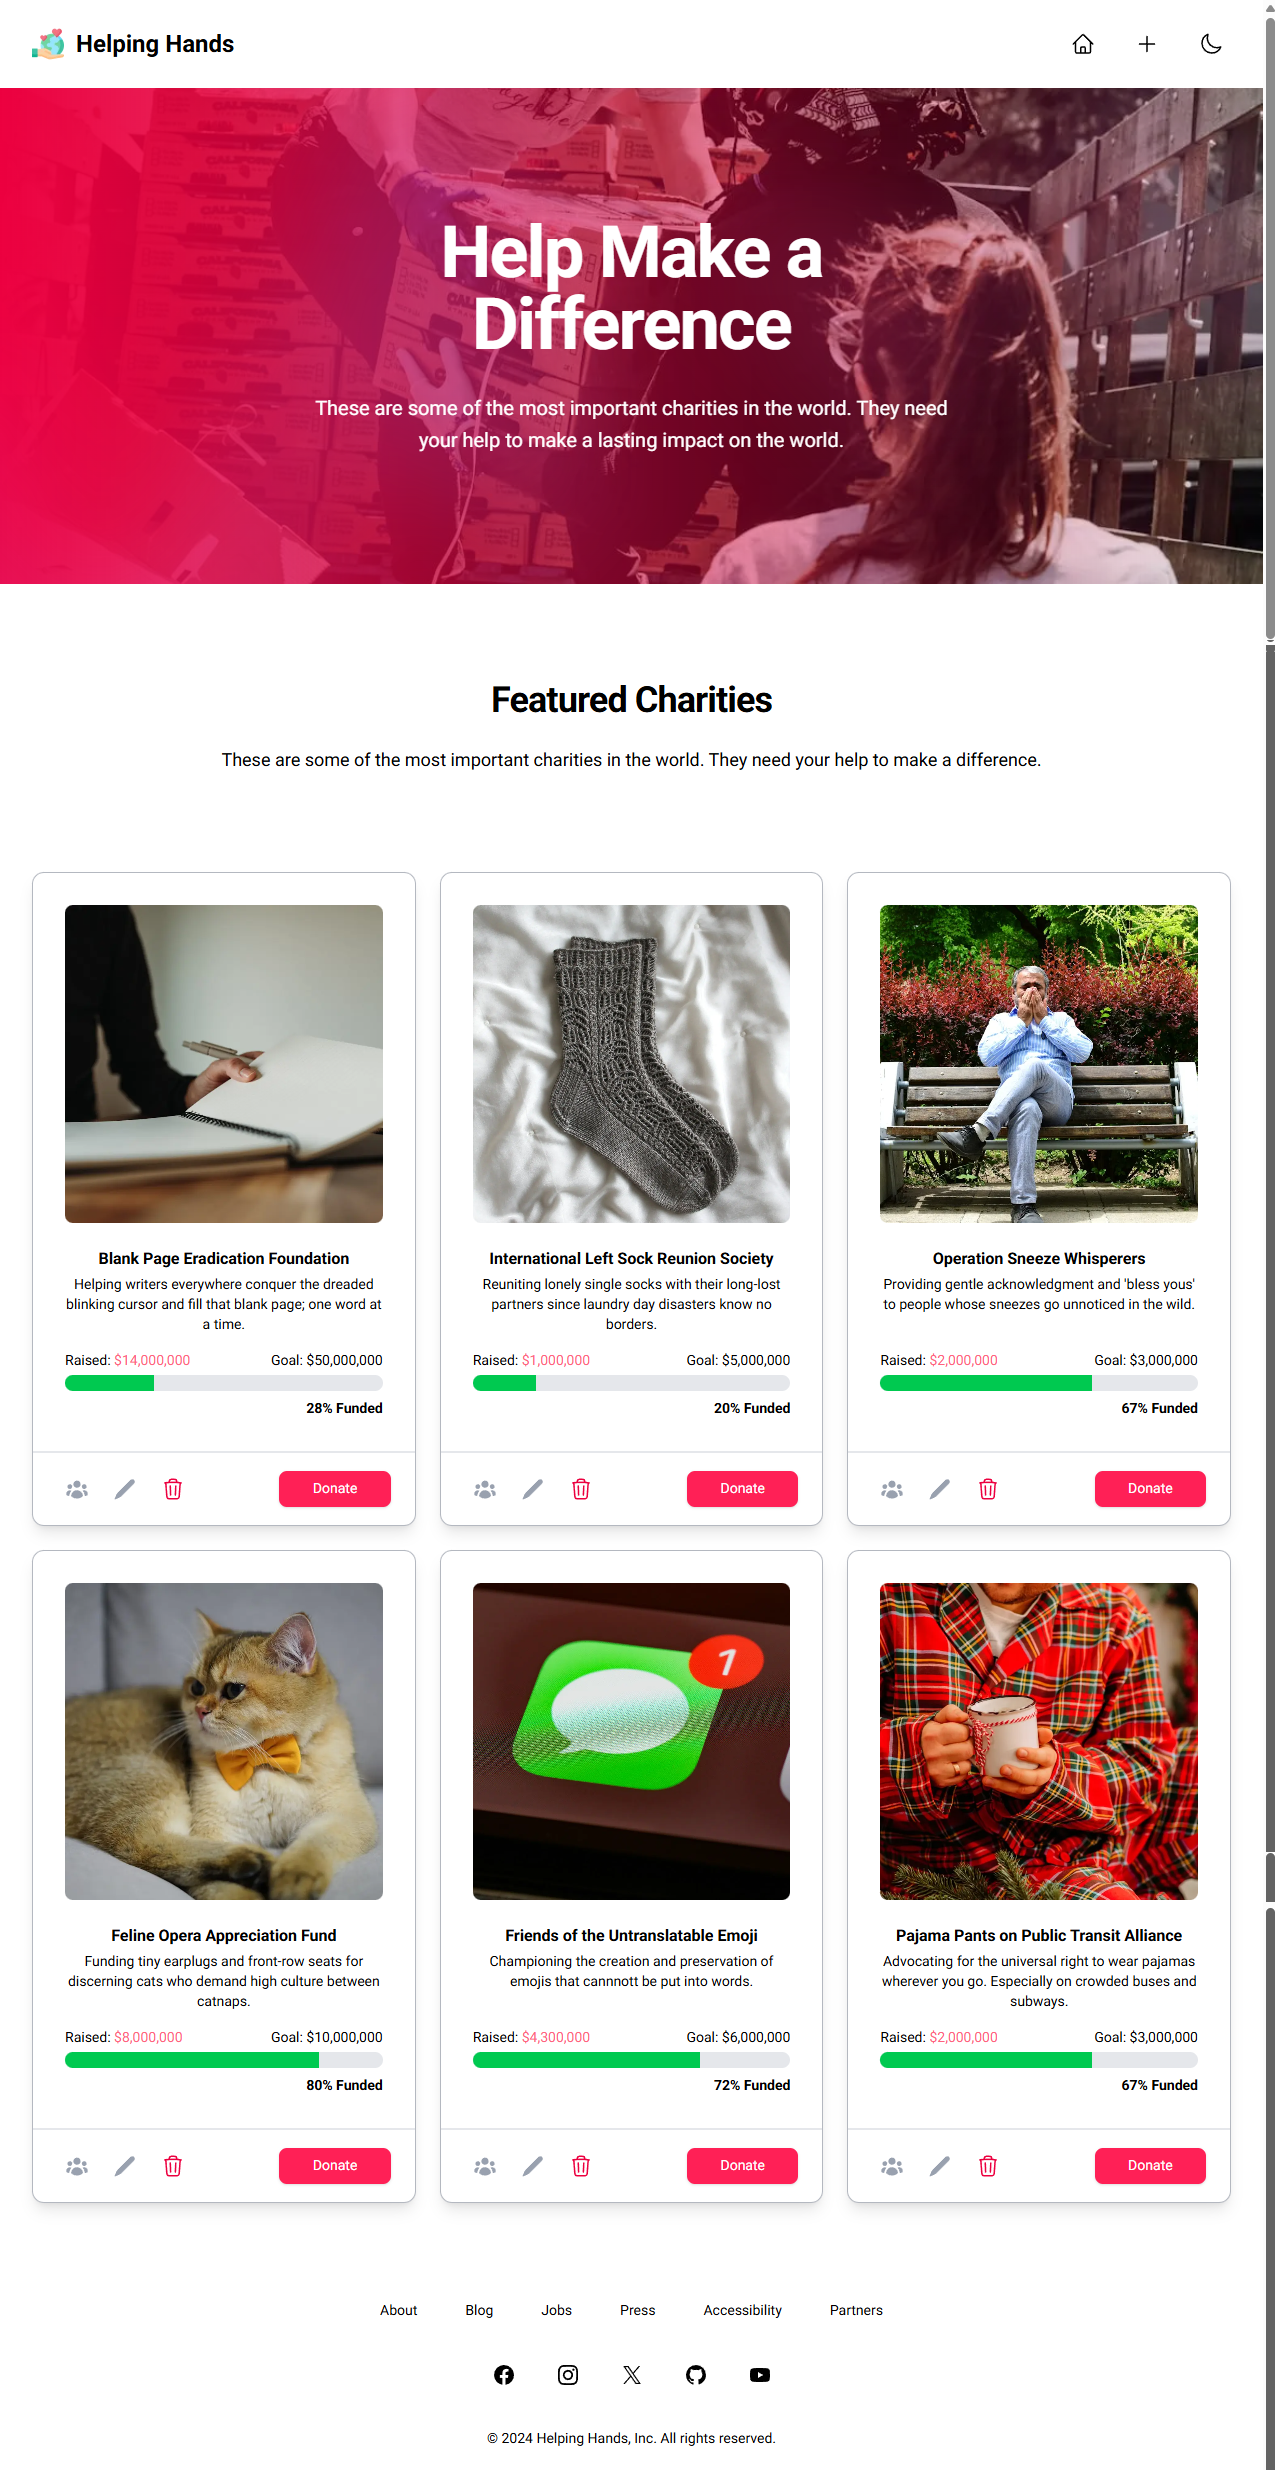 Helping Hands
Help Make a
Difference
These are some of the most important charities in the world. They need
your help to make a lasting impact on the world.
Featured Charities
These are some of the most important charities in the world. They need your help to make a difference.
Blank Page Eradication Foundation
Helping writers everywhere conquer the dreaded
blinking cursor and fill that blank page; one word at
a time.
Raised: $14,000,000 Goal: $50,000,000
28% Funded
Donate
International Left Sock Reunion Society
Reuniting lonely single socks with their long-lost
partners since laundry day disasters know no
borders.
Raised: $1,000,000 Goal: $5,000,000
20% Funded
Donate
Operation Sneeze Whisperers
Providing gentle acknowledgment and 'bless yous'
to people whose sneezes go unnoticed in the wild.
Raised: $2,000,000 Goal: $3,000,000
67% Funded
Donate
Feline Opera Appreciation Fund
Funding tiny earplugs and front-row seats for
discerning cats who demand high culture between
catnaps.
Raised: $8,000,000 Goal: $10,000,000
80% Funded
Donate
1
Friends of the Untranslatable Emoji
Championing the creation and preservation of
emojis that cannnott be put into words.
Raised: $4,300,000 Goal: $6,000,000
72% Funded
Donate
Pajama Pants on Public Transit Alliance
Advocating for the universal right to wear pajamas
wherever you go. Especially on crowded buses and
subways.
Raised: $2,000,000 Goal: $3,000,000
67% Funded
Donate
About Blog Jobs Press Accessibility Partners
© 2024 Helping Hands, Inc. All rights reserved.